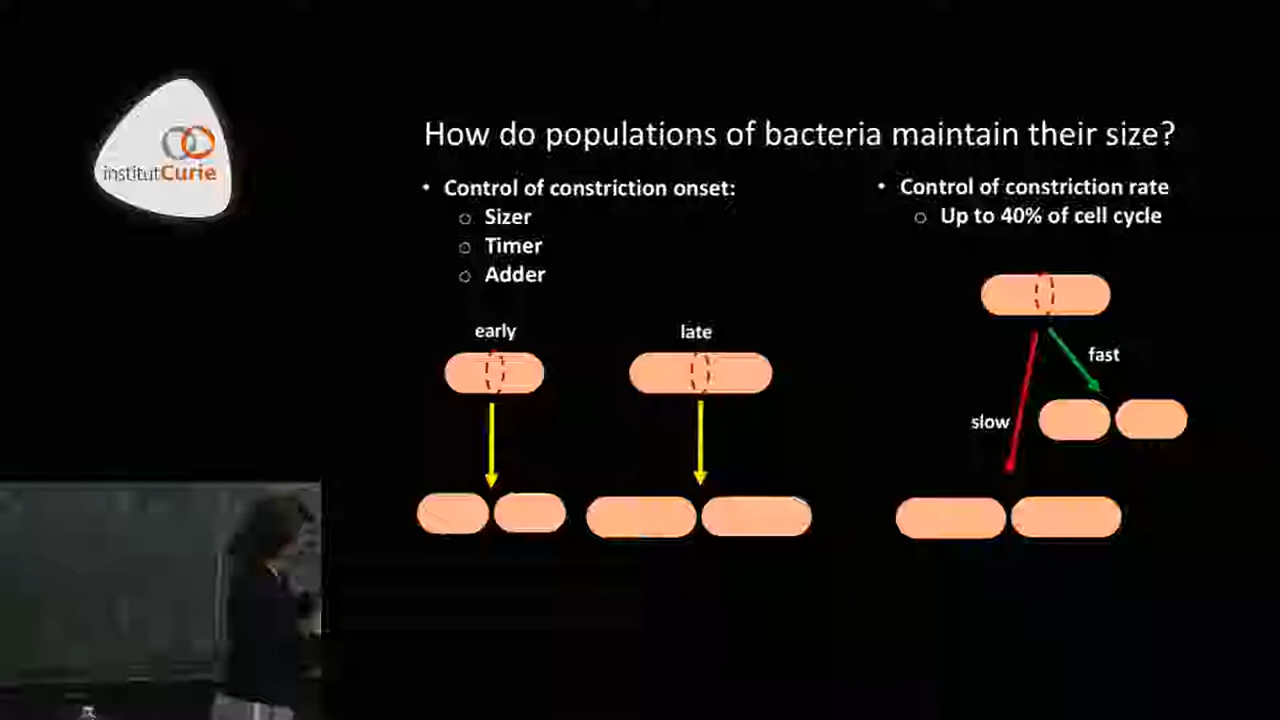 institutCurie
How do populations of bacteria maintain their size?
• Control of constriction onset:
o Sizer
o Timer
o Adder
early
late
• Control of constriction rate
o Up to 40% of cell cycle
fast
slow